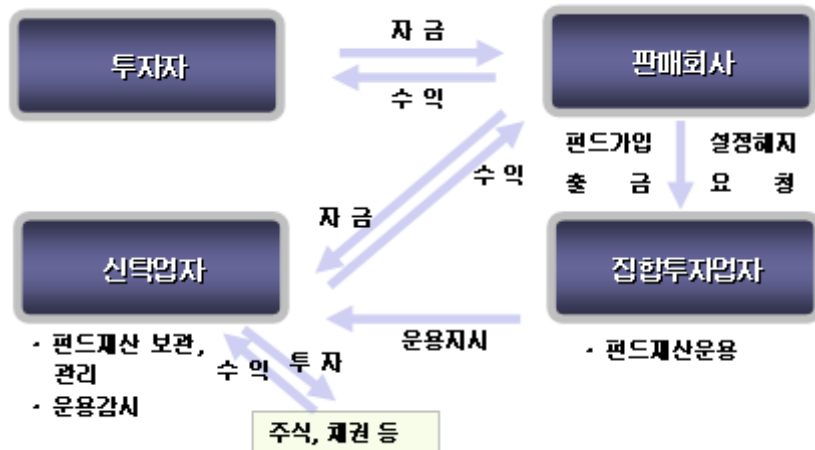 자 금
투자자
판매회사
수 익
펀드가입 설정해지
출 금 요 청
수 익
자 금
신탁업자
집합투자업자
운용지시
· 펀드재산 보관,
관리
· 운용감시
수 익
투 자
· 펀드재산운용
주식, 채권 등